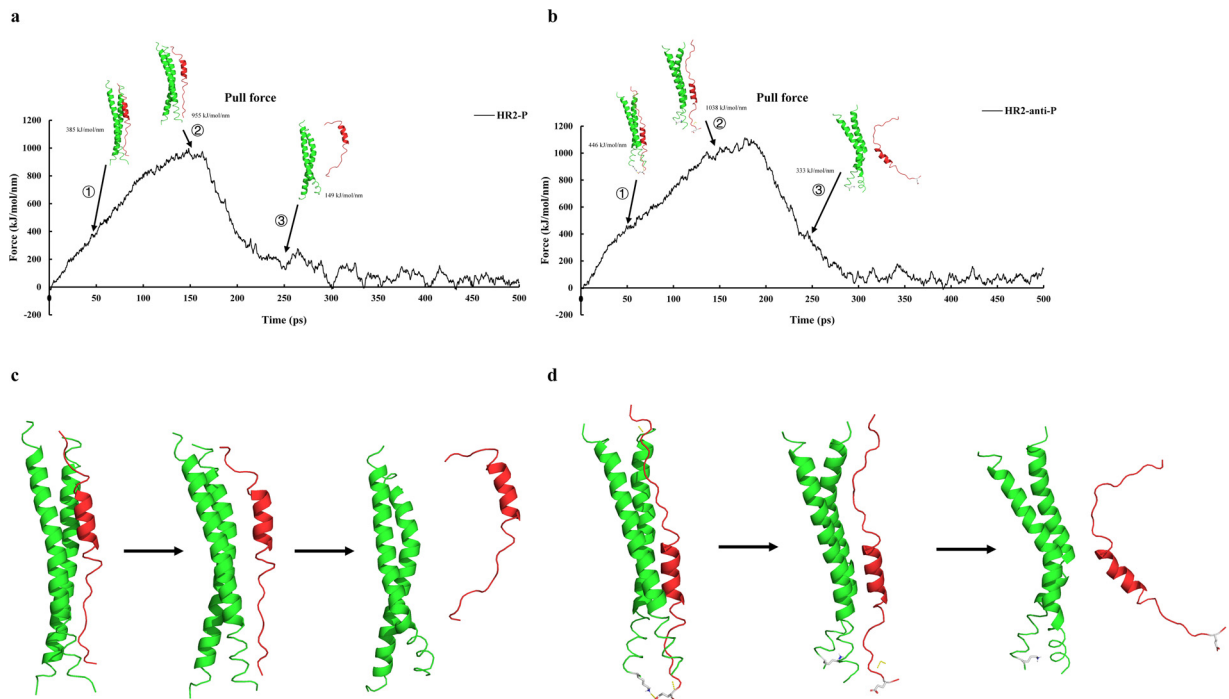 a
955 kJ/mol/nm
385 kJ/mol/nm
149 kJ/mol/nm
Pull force
HR2-P
①
②
③
Force (kJ/mol/nm)
1200
1000
800
600
400
200
0
-200
0
50
100
150
200
250
300
350
400
450
500
Time (ps)
b
1038 kJ/mol/nm
446 kJ/mol/nm
333 kJ/mol/nm
Pull force
HR2-anti-P
①
②
③
Force (kJ/mol/nm)
1200
1000
800
600
400
200
0
-200
0
50
100
150
200
250
300
350
400
450
500
Time (ps)
c
d